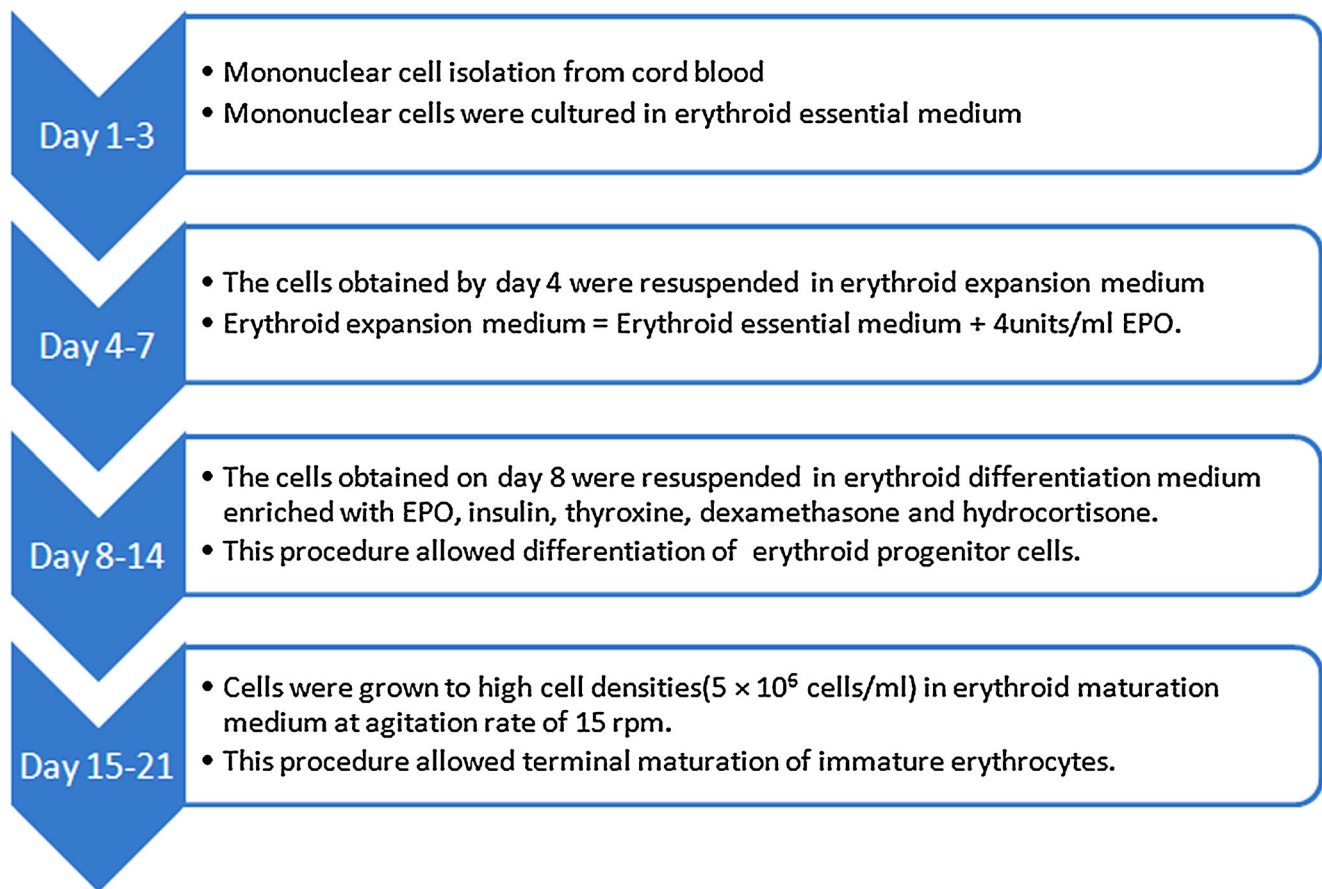 Day 1-3
• Mononuclear cell isolation from cord blood
• Mononuclear cells were cultured in erythroid essential medium
Day 4-7
• The cells obtained by day 4 were resuspended in erythroid expansion medium
• Erythroid expansion medium = Erythroid essential medium + 4units/ml EPO.
Day 8-14
• The cells obtained on day 8 were resuspended in erythroid differentiation medium
enriched with EPO, insulin, thyroxine, dexamethasone and hydrocortisone.
• This procedure allowed differentiation of erythroid progenitor cells.
Day 15-21
• Cells were grown to high cell densities(5 × 10⁶ cells/ml) in erythroid maturation
medium at agitation rate of 15 rpm.
• This procedure allowed terminal maturation of immature erythrocytes.